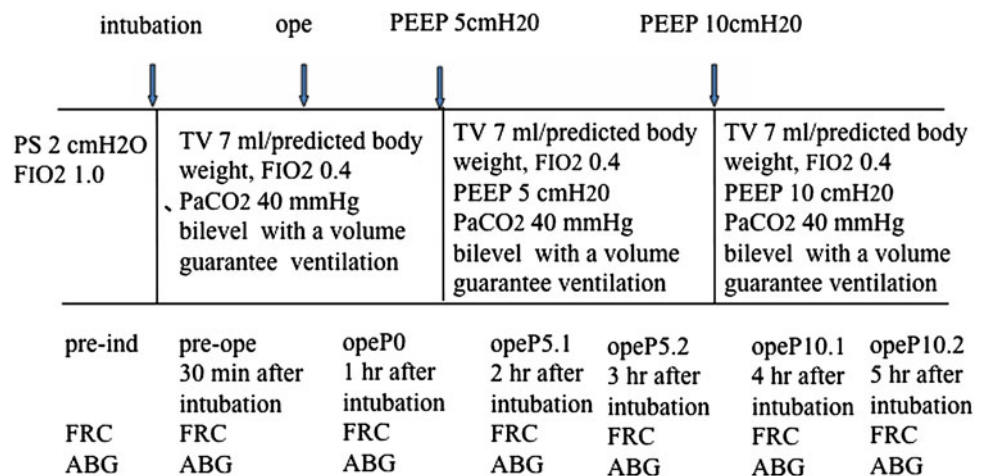 intubation ope PEEP 5cmH20 PEEP 10cmH20
PS 2 cmH2O
FIO2 1.0
TV 7 ml/predicted body
weight, FIO2 0.4
、PaCO2 40 mmHg
bilevel with a volume
guarantee ventilation
TV 7 ml/predicted body
weight, FIO2 0.4
PEEP 5 cmH20
PaCO2 40 mmHg
bilevel with a volume
guarantee ventilation
TV 7 ml/predicted body
weight, FIO2 0.4
PEEP 10 cmH20
PaCO2 40 mmHg
bilevel with a volume
guarantee ventilation
pre-ind
FRC
ABG
pre-ope
30 min after
intubation
FRC
ABG
opeP0
1 hr after
intubation
FRC
ABG
opeP5.1
2 hr after
intubation
FRC
ABG
opeP5.2
3 hr after
intubation
FRC
ABG
opeP10.1
4 hr after
intubation
FRC
ABG
opeP10.2
5 hr after
intubation
FRC
ABG